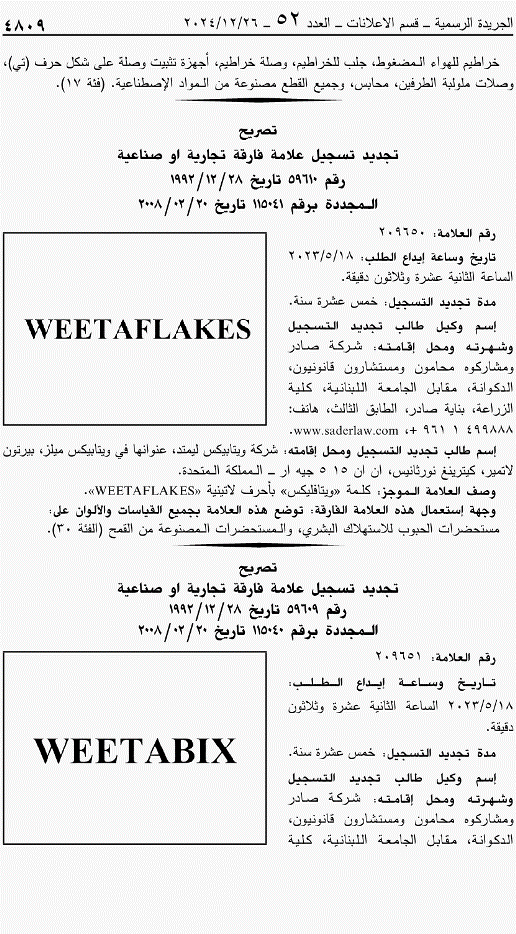 الجريدة الرسمية ـ قسم الاعلانات ـ العدد ٥٢ ـ ٢٠٢٤/١٢/٢٦
٤٨٠٩
خراطيم للهواء المضغوط، جلب للخراطيم، وصلة خراطيم، أجهزة تثبيت وصلة على شكل حرف (تي)،
وصلات ملولبة الطرفين، محابس، وجميع القطع مصنوعة من المواد الإصطناعية. (فئة ١٧).
تصريح
تجديد تسجيل علامة فارقة تجارية او صناعية
رقم ٥٩٦١٠ تاريخ ١٩٩٢/١٢/٢٨
المجددة برقم ١١٥٠٤١ تاريخ ٢٠٠٨/٠٢/٢٠
رقم العلامة: ٢٠٩٦٥٠
تاريخ وساعة إيداع الطلب: ٢٠٢٣/٥/١٨
الساعة الثانية عشرة وثلاثون دقيقة.
مدة تجديد التسجيل: خمس عشرة سنة.
إسم وكيل طالب تجديد التسجيل
وشهرته ومحل إقامته: شركة صادر
ومشاركوه محامون ومستشارون قانونيون،
الدكوانة، مقابل الجامعة اللبنانية، كلية
الزراعة، بناية صادر، الطابق الثالث، هاتف:
٤٩٩٨٨٨ ١ ٩٦١ +، www.saderlaw.com.
WEETAFLAKES
إسم طالب تجديد التسجيل ومحل إقامته: شركة ويتابيكس ليمتد، عنوانها في ويتابيكس ميلز، بيرتون
لاتمير، كيترينغ نورثانيس، ان ان ١٥ ٥ جيه ار ـ المملكة المتحدة.
وصف العلامة الموجز: كلمة «ويتافليكس» بأحرف لاتينية «WEETAFLAKES».
وجهة إستعمال هذه العلامة الفارقة: توضع هذه العلامة بجميع القياسات والألوان على:
مستحضرات الحبوب للاستهلاك البشري، والمستحضرات المصنوعة من القمح (الفئة ٣٠).
تصريح
تجديد تسجيل علامة فارقة تجارية او صناعية
رقم ٥٩٦٠٩ تاريخ ١٩٩٢/١٢/٢٨
المجددة برقم ١١٥٠٤٠ تاريخ ٢٠٠٨/٠٢/٢٠
رقم العلامة: ٢٠٩٦٥١
تاريخ وساعة إيداع الطلب:
٢٠٢٣/٥/١٨ الساعة الثانية عشرة وثلاثون
دقيقة.
مدة تجديد التسجيل: خمس عشرة سنة.
إسم وكيل طالب تجديد التسجيل
وشهرته ومحل إقامته: شركة صادر
ومشاركوه محامون ومستشارون قانونيون،
الدكوانة، مقابل الجامعة اللبنانية، كلية
WEETABIX